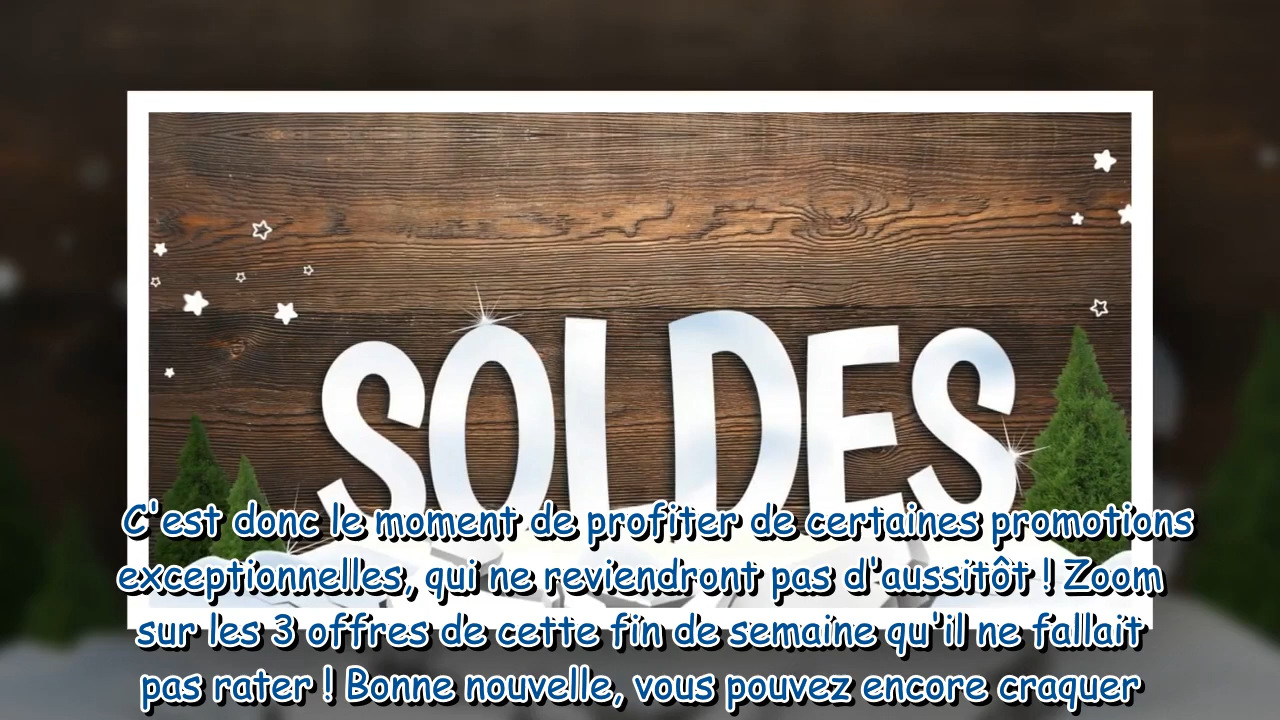 SOLDES
C'est donc le moment de profiter de certaines promotions
exceptionnelles, qui ne reviendront pas d'aussitôt ! Zoom
sur les 3 offres de cette fin de semaine qu'il ne fallait
pas rater ! Bonne nouvelle, vous pouvez encore craquer